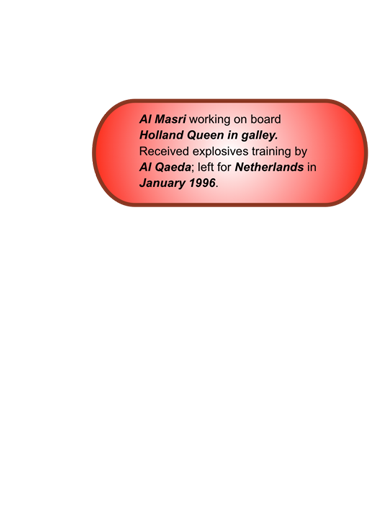 Al Masri working on board
Holland Queen in galley.
Received explosives training by
Al Qaeda; left for Netherlands in
January 1996.